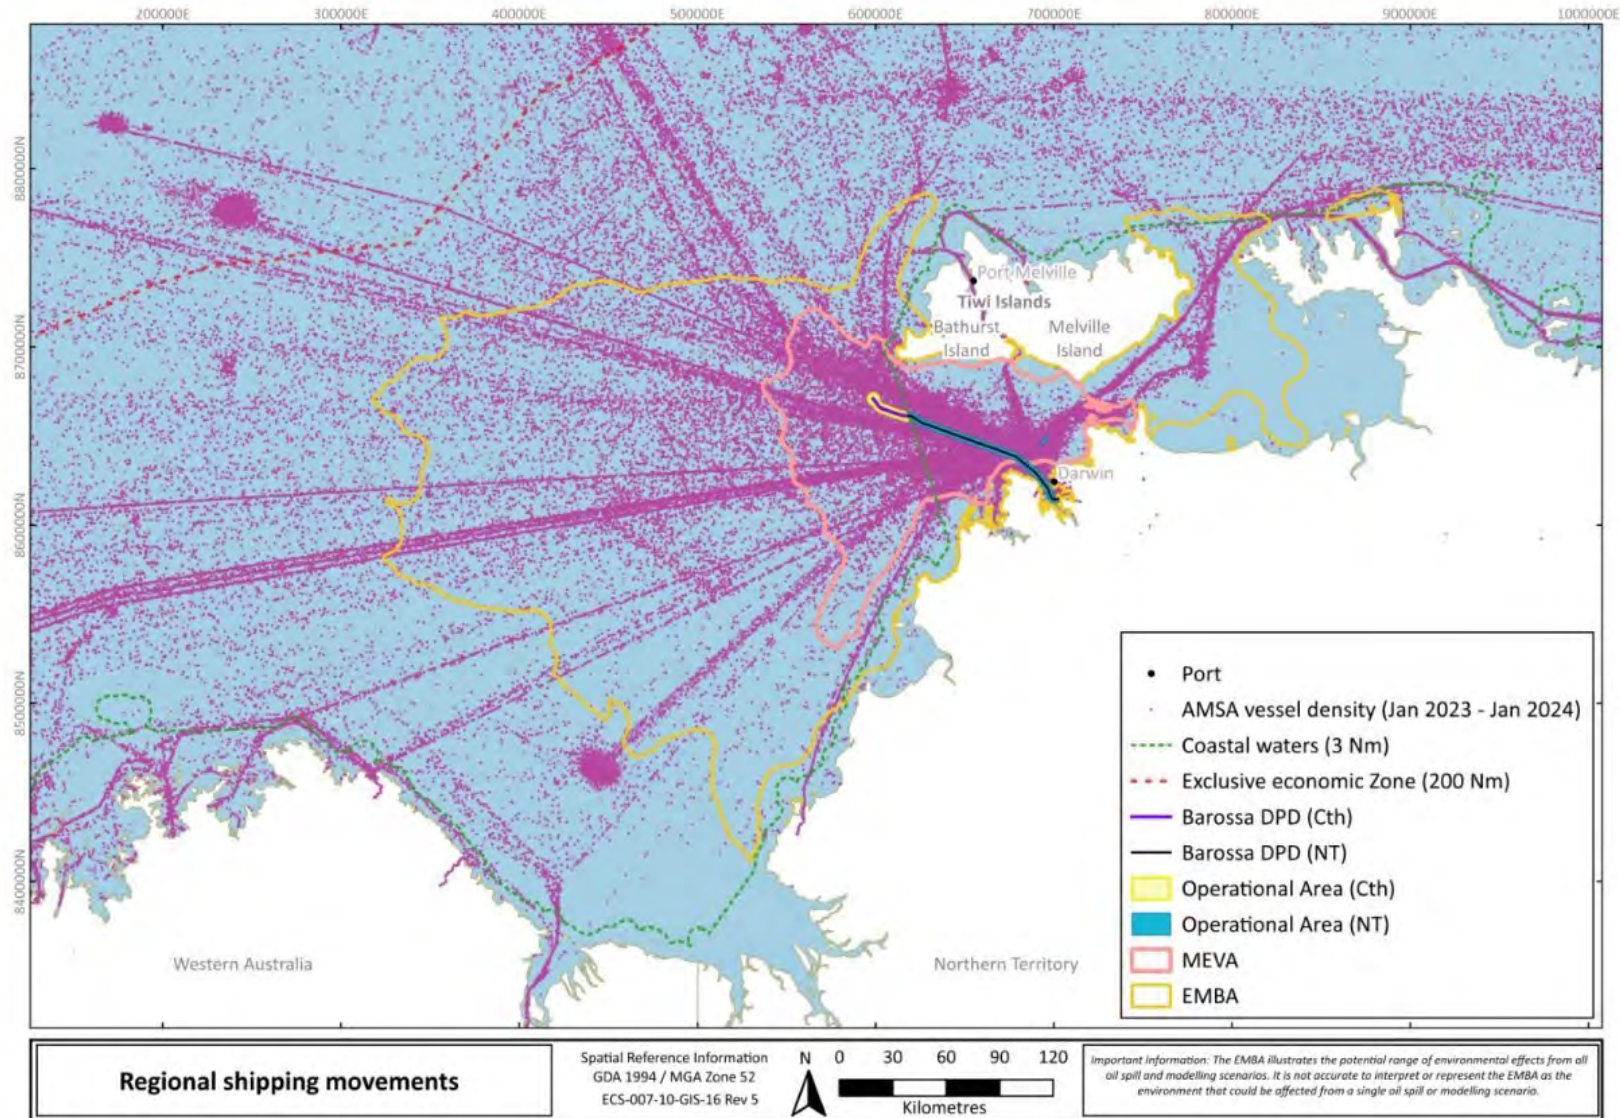 200000E
300000E
400000E
500000E
600000E
700000E
800000E
900000E
1000000E
8800000N
8700000N
8600000N
8500000N
8400000N
Port Melville
Tiwi Islands
Bathurst
Island
Melville
Island
Darwin
Western Australia
Northern Territory
Port
AMSA vessel density (Jan 2023 - Jan 2024)
Coastal waters (3 Nm)
Exclusive economic Zone (200 Nm)
Barossa DPD (Cth)
Barossa DPD (NT)
Operational Area (Cth)
Operational Area (NT)
MEVA
EMBA
Regional shipping movements
Spatial Reference Information
GDA 1994 / MGA Zone 52
ECS-007-10-GIS-16 Rev 5
N
0 30 60 90 120
Kilometres
Important Information: The EMBA illustrates the potential range of environmental effects from all
oil spill and modelling scenarios. It is not accurate to interpret or represent the EMBA as the
environment that could be affected from a single oil spill or modelling scenario.